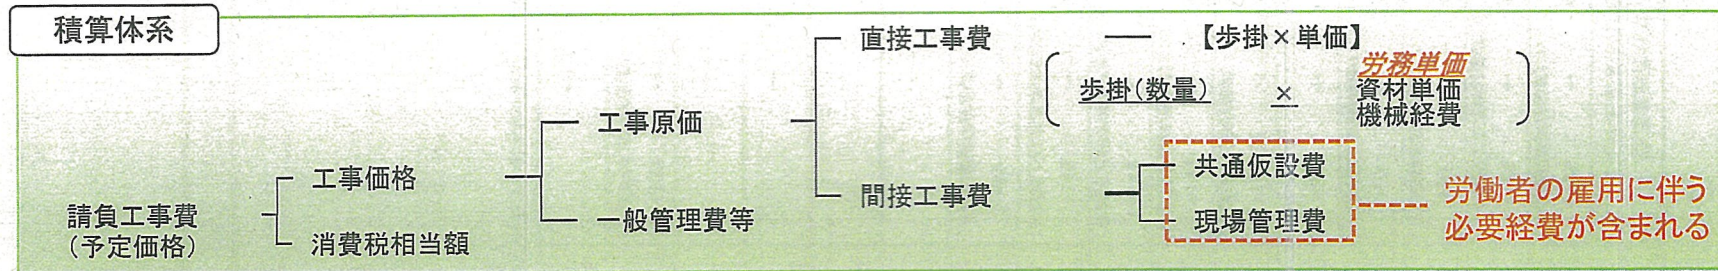 積算体系
直接工事費 【歩掛×単価】
労務単価
歩掛(数量) × 資材単価
機械経費
工事原価
共通仮設費
工事価格
間接工事費
労働者の雇用に伴う
請負工事費
一般管理費等
現場管理費
必要経費が含まれる
(予定価格)
消費税相当額